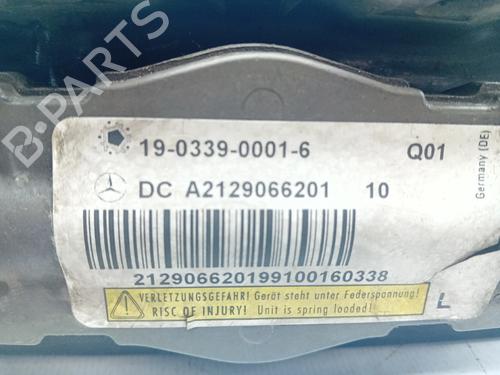 19-0339-0001-6 Q01
DC A2129066201 10
Germany (DE)
212906620199100160338
VERLETZUNGSGEFAHR! Gerät steht unter Federspannung!
RISC OF INJURY! Unit is spring loaded!
L
B-PARTS